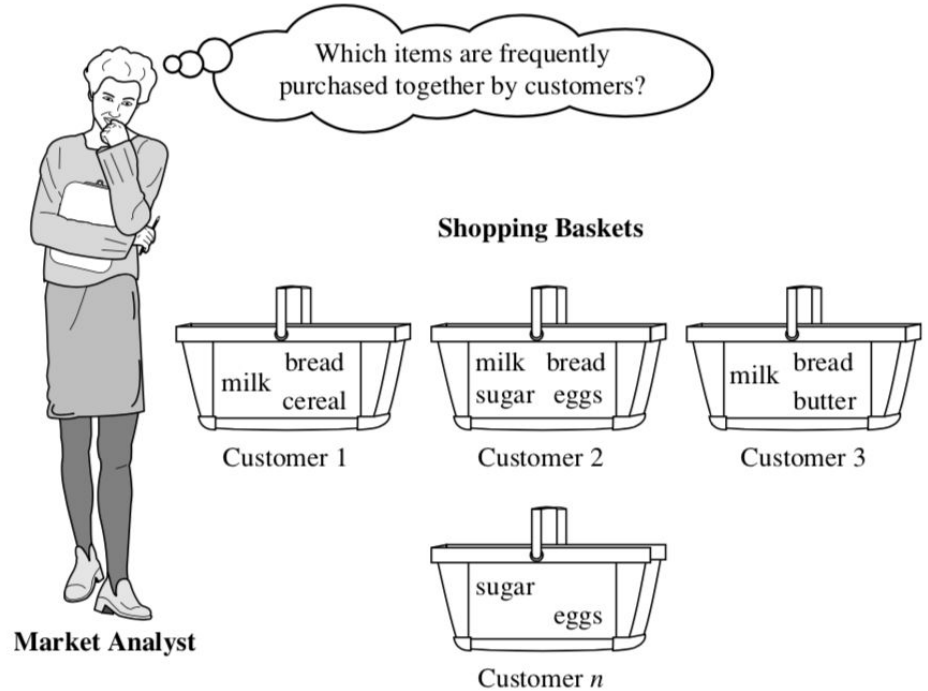 Which items are frequently
purchased together by customers?
Shopping Baskets
milk
bread
cereal
Customer 1
milk bread
sugar eggs
Customer 2
milk
bread
butter
Customer 3
sugar
eggs
Customer n
Market Analyst